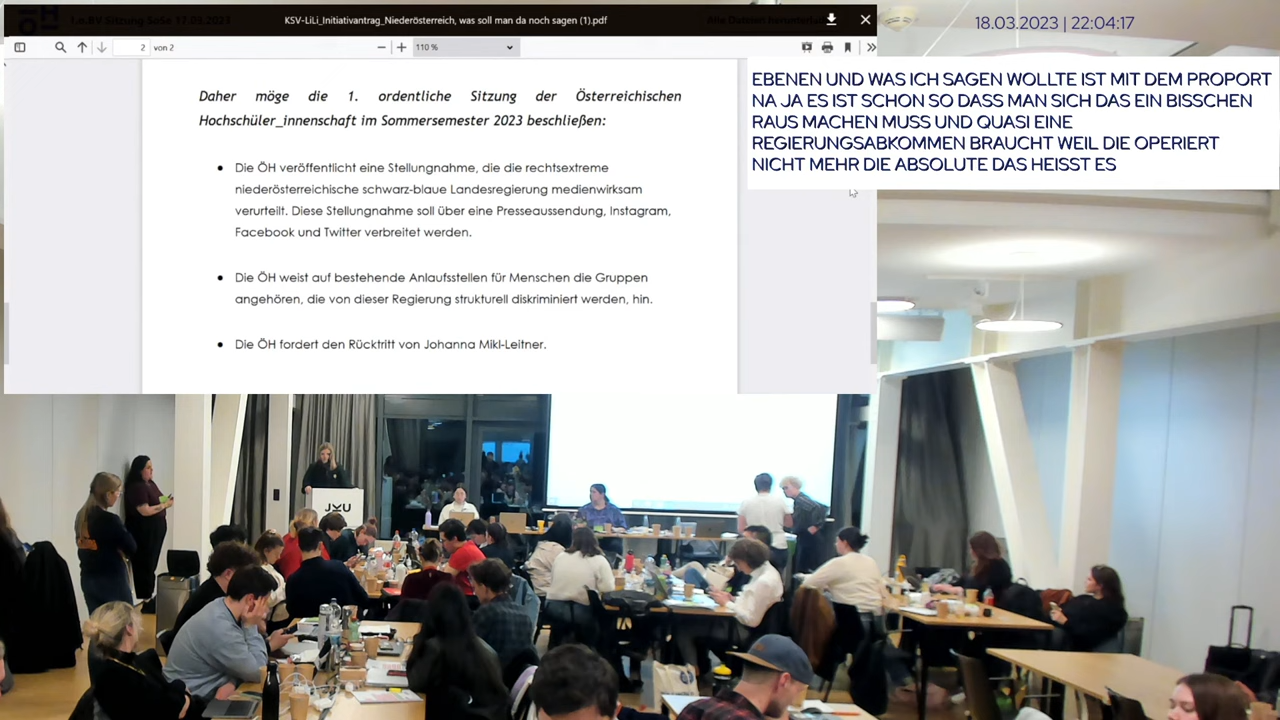 KSV-LiLi_Initiativantrag_Niederösterreich, was soll man da noch sagen (1).pdf
18.03.2023 | 22:04:17
2 von 2
110 %
EBENEN UND WAS ICH SAGEN WOLLTE IST MIT DEM PROPORT
NA JA ES IST SCHON SO DASS MAN SICH DAS EIN BISSCHEN
RAUS MACHEN MUSS UND QUASI EINE
REGIERUNGSABKOMMEN BRAUCHT WEIL DIE OPERIERT
NICHT MEHR DIE ABSOLUTE DAS HEISST ES
Daher möge die 1. ordentliche Sitzung der Österreichischen
Hochschüler_innenschaft im Sommersemester 2023 beschließen:
● Die ÖH veröffentlicht eine Stellungnahme, die die rechtsextreme
niederösterreichische schwarz-blaue Landesregierung medienwirksam
verurteilt. Diese Stellungnahme soll über eine Presseaussendung, Instagram,
Facebook und Twitter verbreitet werden.
● Die ÖH weist auf bestehende Anlaufsstellen für Menschen die Gruppen
angehören, die von dieser Regierung strukturell diskriminiert werden, hin.
● Die ÖH fordert den Rücktritt von Johanna Mikl-Leitner.
JKU